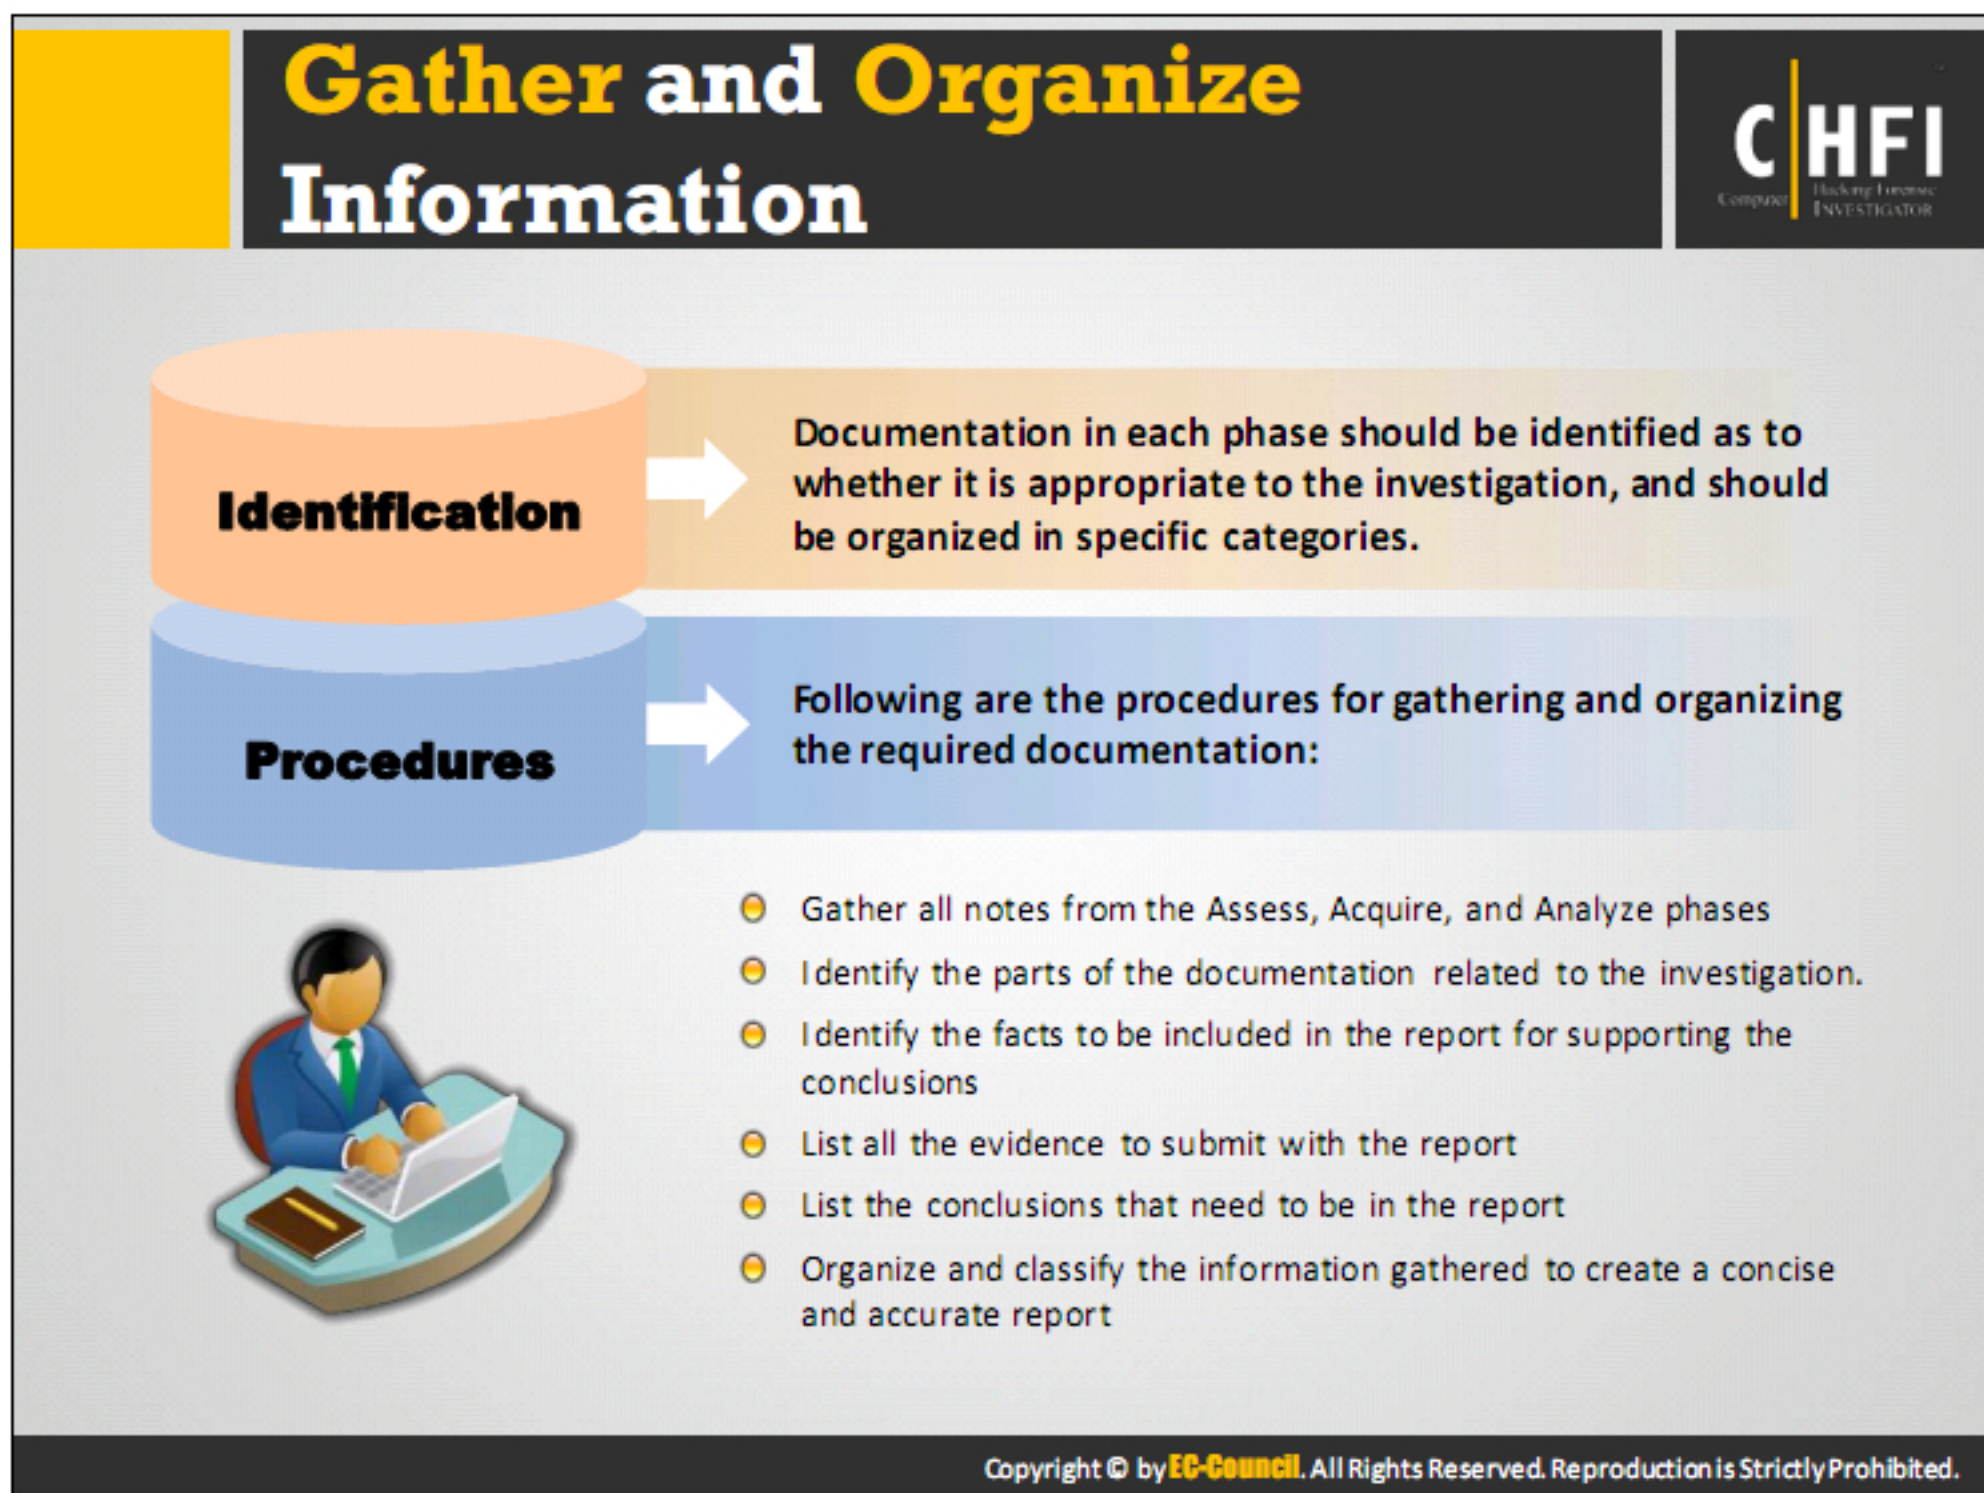 Gather and Organize
Information
C HFI
Computer
Hacking Forensic
INVESTIGATOR
Identification
Documentation in each phase should be identified as to
whether it is appropriate to the investigation, and should
be organized in specific categories.
Procedures
Following are the procedures for gathering and organizing
the required documentation:
Gather all notes from the Assess, Acquire, and Analyze phases
Identify the parts of the documentation related to the investigation.
Identify the facts to be included in the report for supporting the
conclusions
List all the evidence to submit with the report
List the conclusions that need to be in the report
Organize and classify the information gathered to create a concise
and accurate report
Copyright © by EC-Council. All Rights Reserved. Reproduction is Strictly Prohibited.